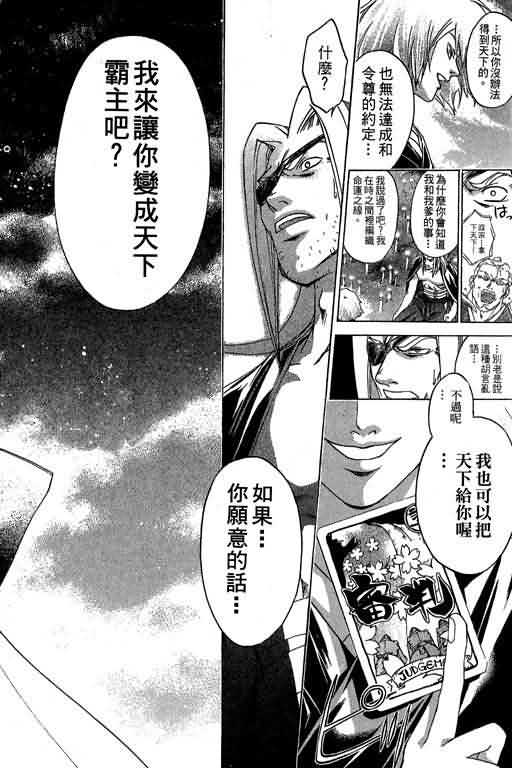 …所以你沒辦法
得到天下的。
也無法達成和
令尊的約定…
什麼？
はっ
下天下
為什麼你會知道
我和我爹的事…
我說過了吧？我
在時之間裡編織
命運之線。
…別老是說
這種胡言亂
語…
不過呢
我也可以把
天下給你喔
…
審判
JUDGEM
如果…
你願意的話…
我來讓你變成天下
霸主吧？